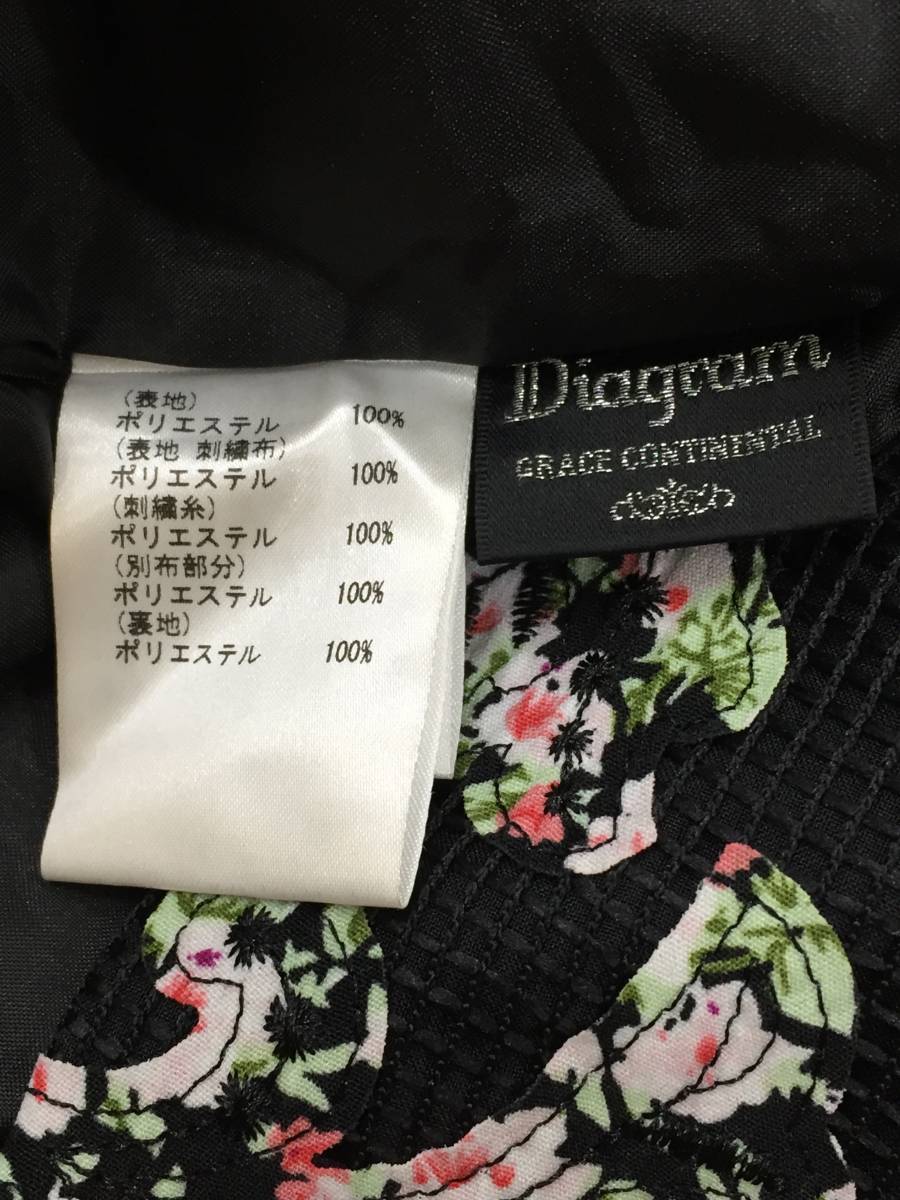 (表地)
ポリエステル 100%
(表地 刺繍布)
ポリエステル 100%
(刺繍糸)
ポリエステル 100%
(別布部分)
ポリエステル 100%
(裏地)
ポリエステル 100%
Diagram
GRACE CONTINENTAL